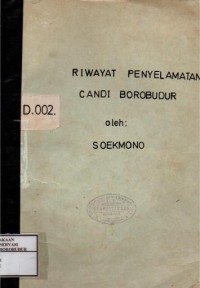 RIWAYAT PENYELAMATAN
CANDI BOROBUDUR
D.002.
oleh:
SOEKMONO